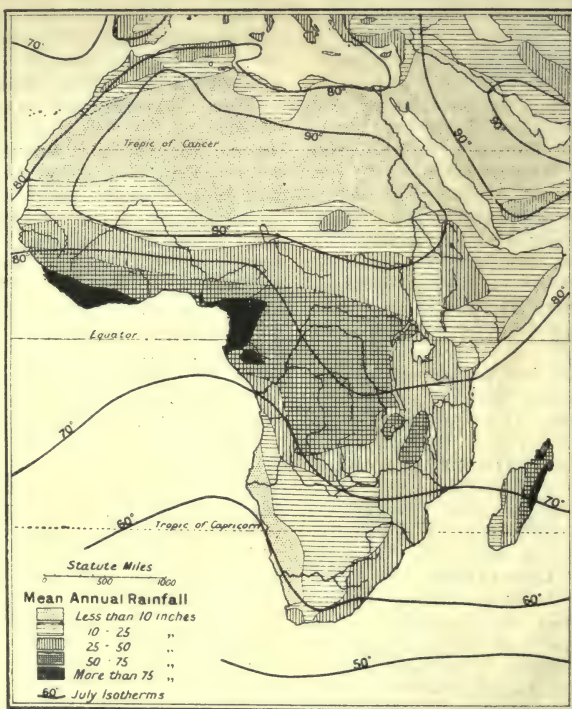 70°
80°
90°
90°
Tropic of Cancer
80°
90°
80°
80°
Equator
70°
70°
60°
Tropic of Capricorn
Statute Miles
0 500 1000
Mean Annual Rainfall
Less than 10 inches
10 - 25 ,,
25 - 50 ,,
50 - 75 ,,
More than 75 ,,
60° July Isotherms
60°
50°